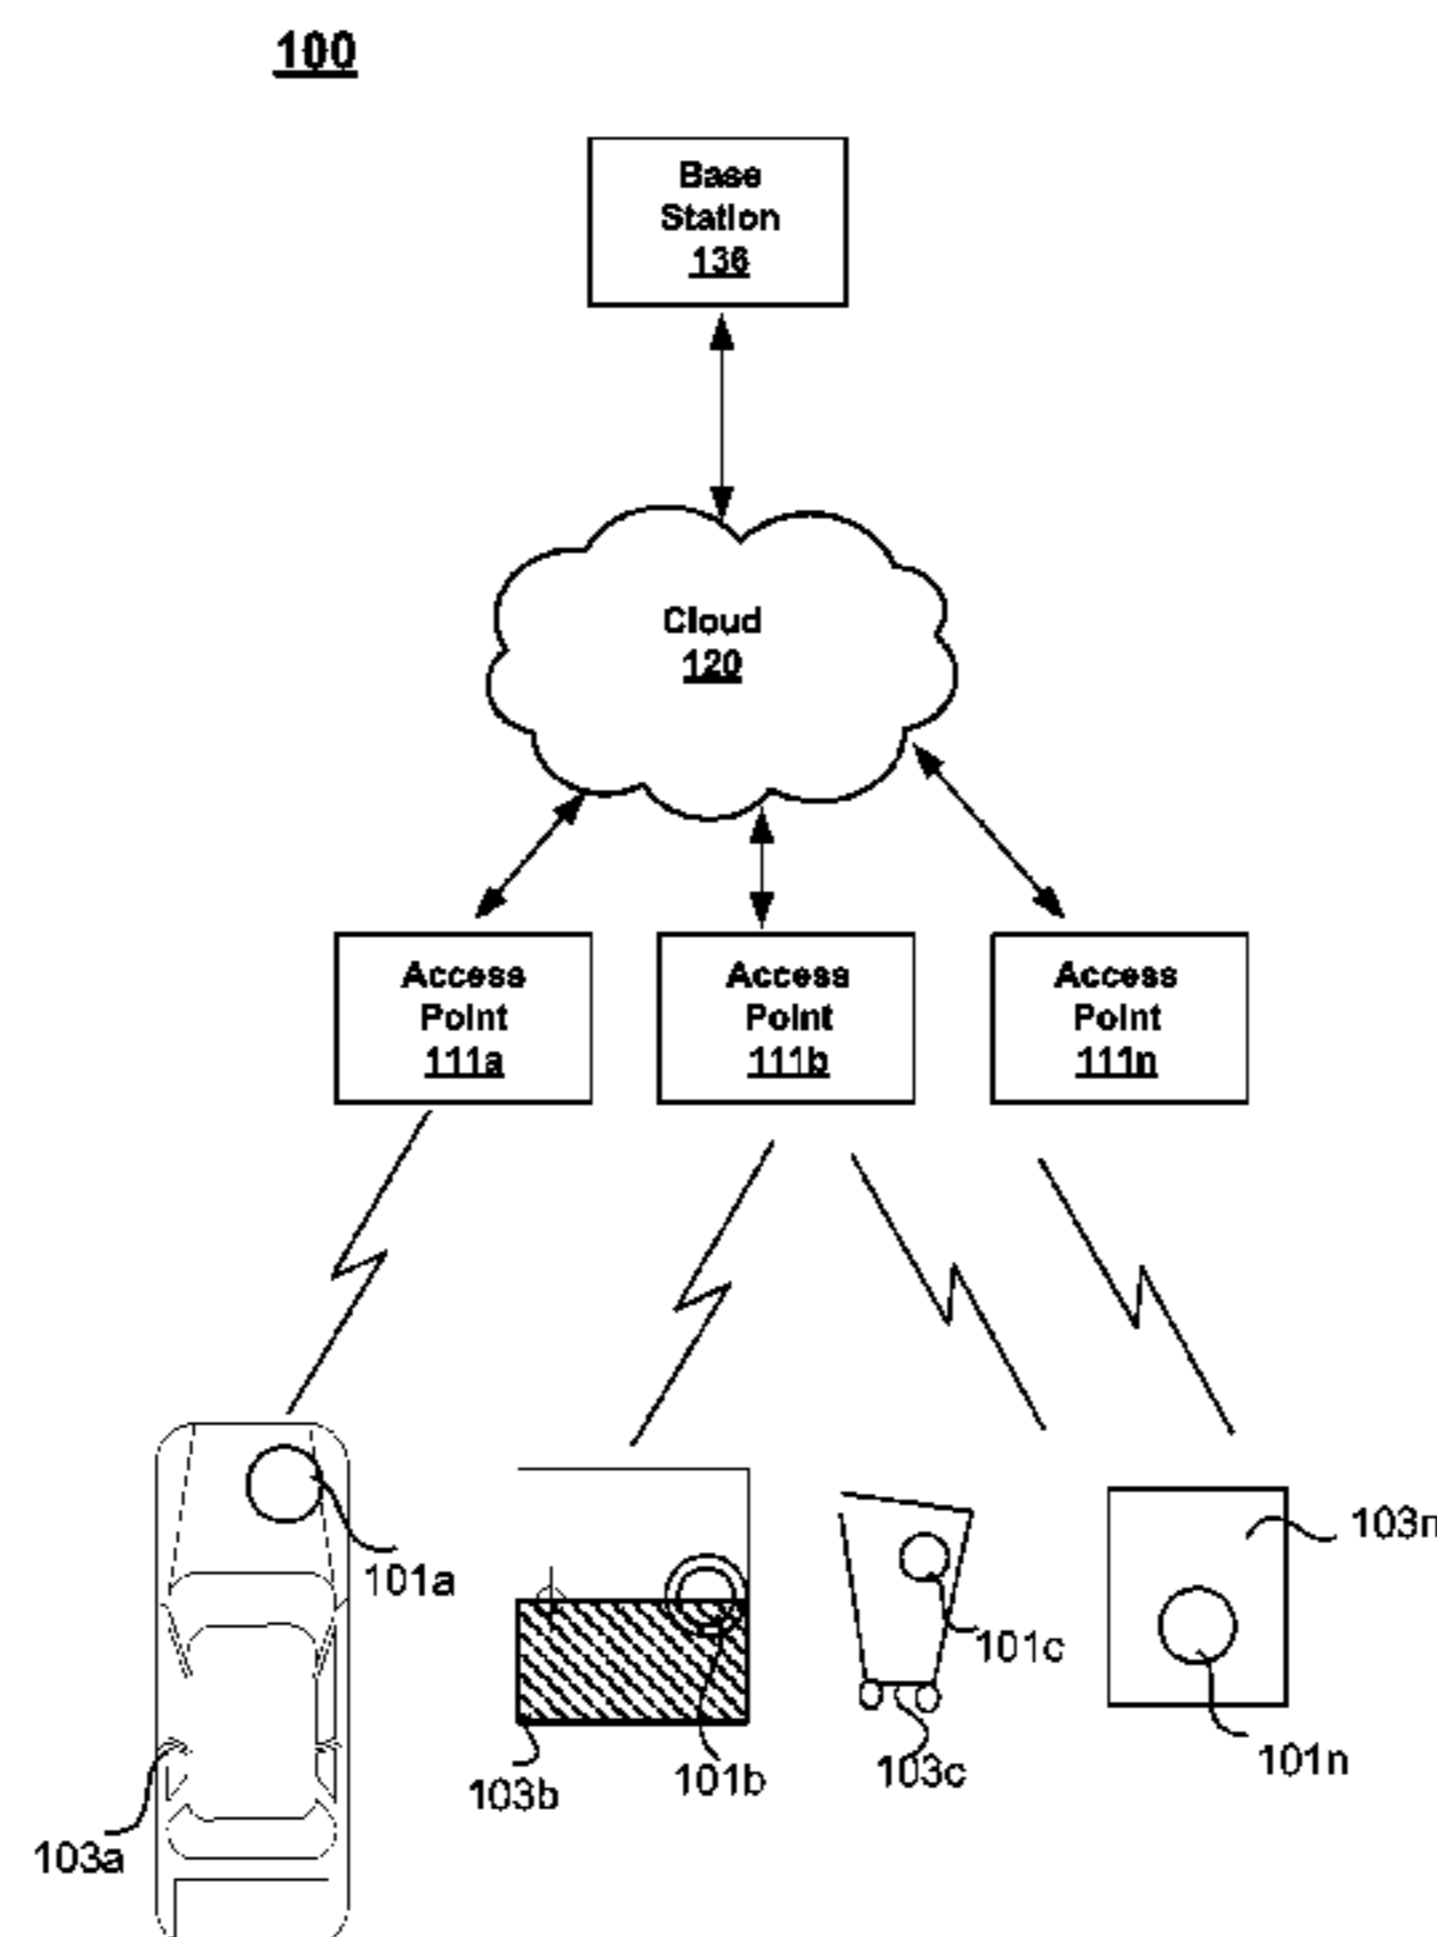 100
Base
Station
136
Cloud
120
Access
Point
111a
Access
Point
111b
Access
Point
111n
103n
101a
101c
101n
101b
103c
103b
103a